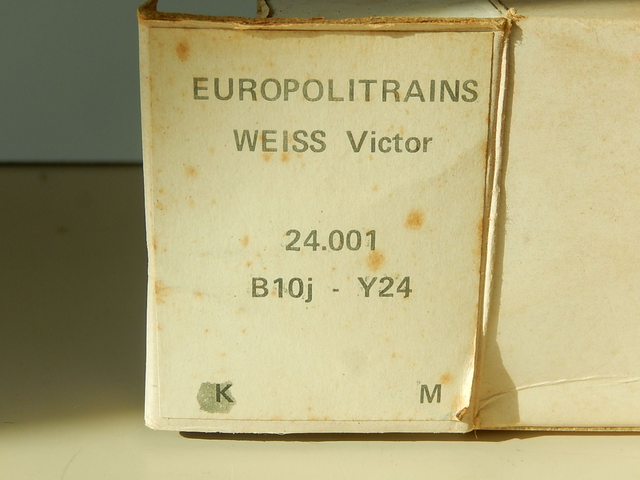 EUROPOLITRAINS
WEISS Victor
24.001
B10j - Y24
K M